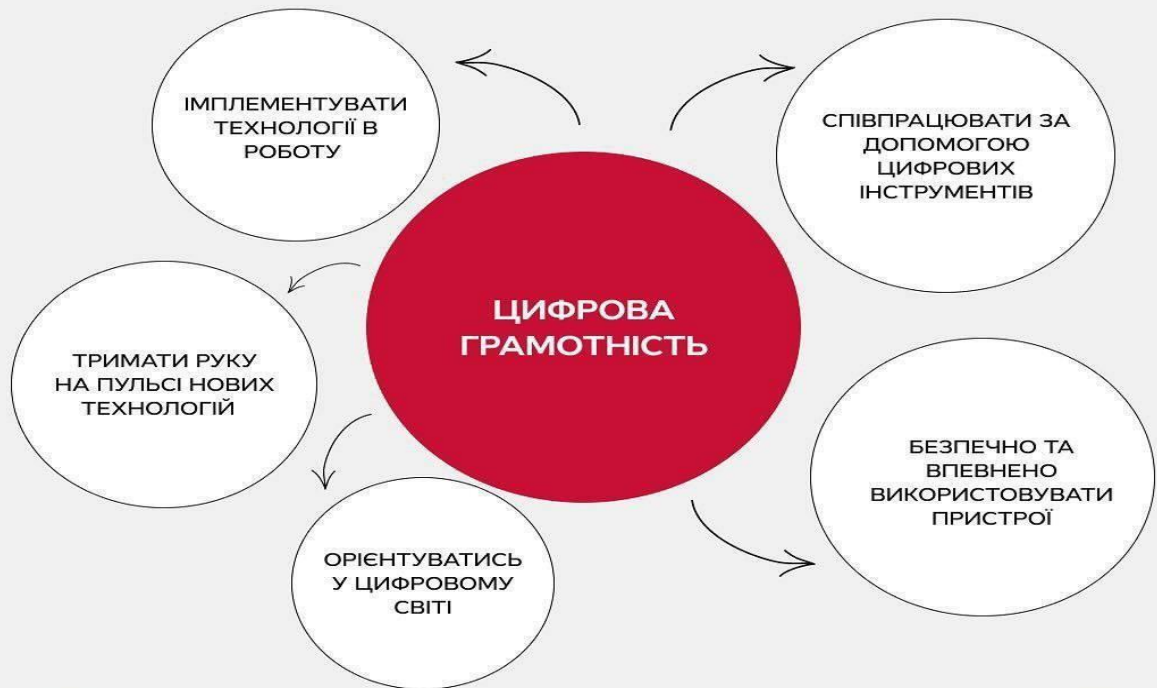 ІМПЛЕМЕНТУВАТИ
ТЕХНОЛОГІЇ В
РОБОТУ
СПІВПРАЦЮВАТИ ЗА
ДОПОМОГОЮ
ЦИФРОВИХ
ІНСТРУМЕНТІВ
ЦИФРОВА
ГРАМОТНІСТЬ
ТРИМАТИ РУКУ
НА ПУЛЬСІ НОВИХ
ТЕХНОЛОГІЙ
БЕЗПЕЧНО ТА
ВПЕВНЕНО
ВИКОРИСТОВУВАТИ
ПРИСТРОЇ
ОРІЄНТУВАТИСЬ
У ЦИФРОВОМУ
СВІТІ